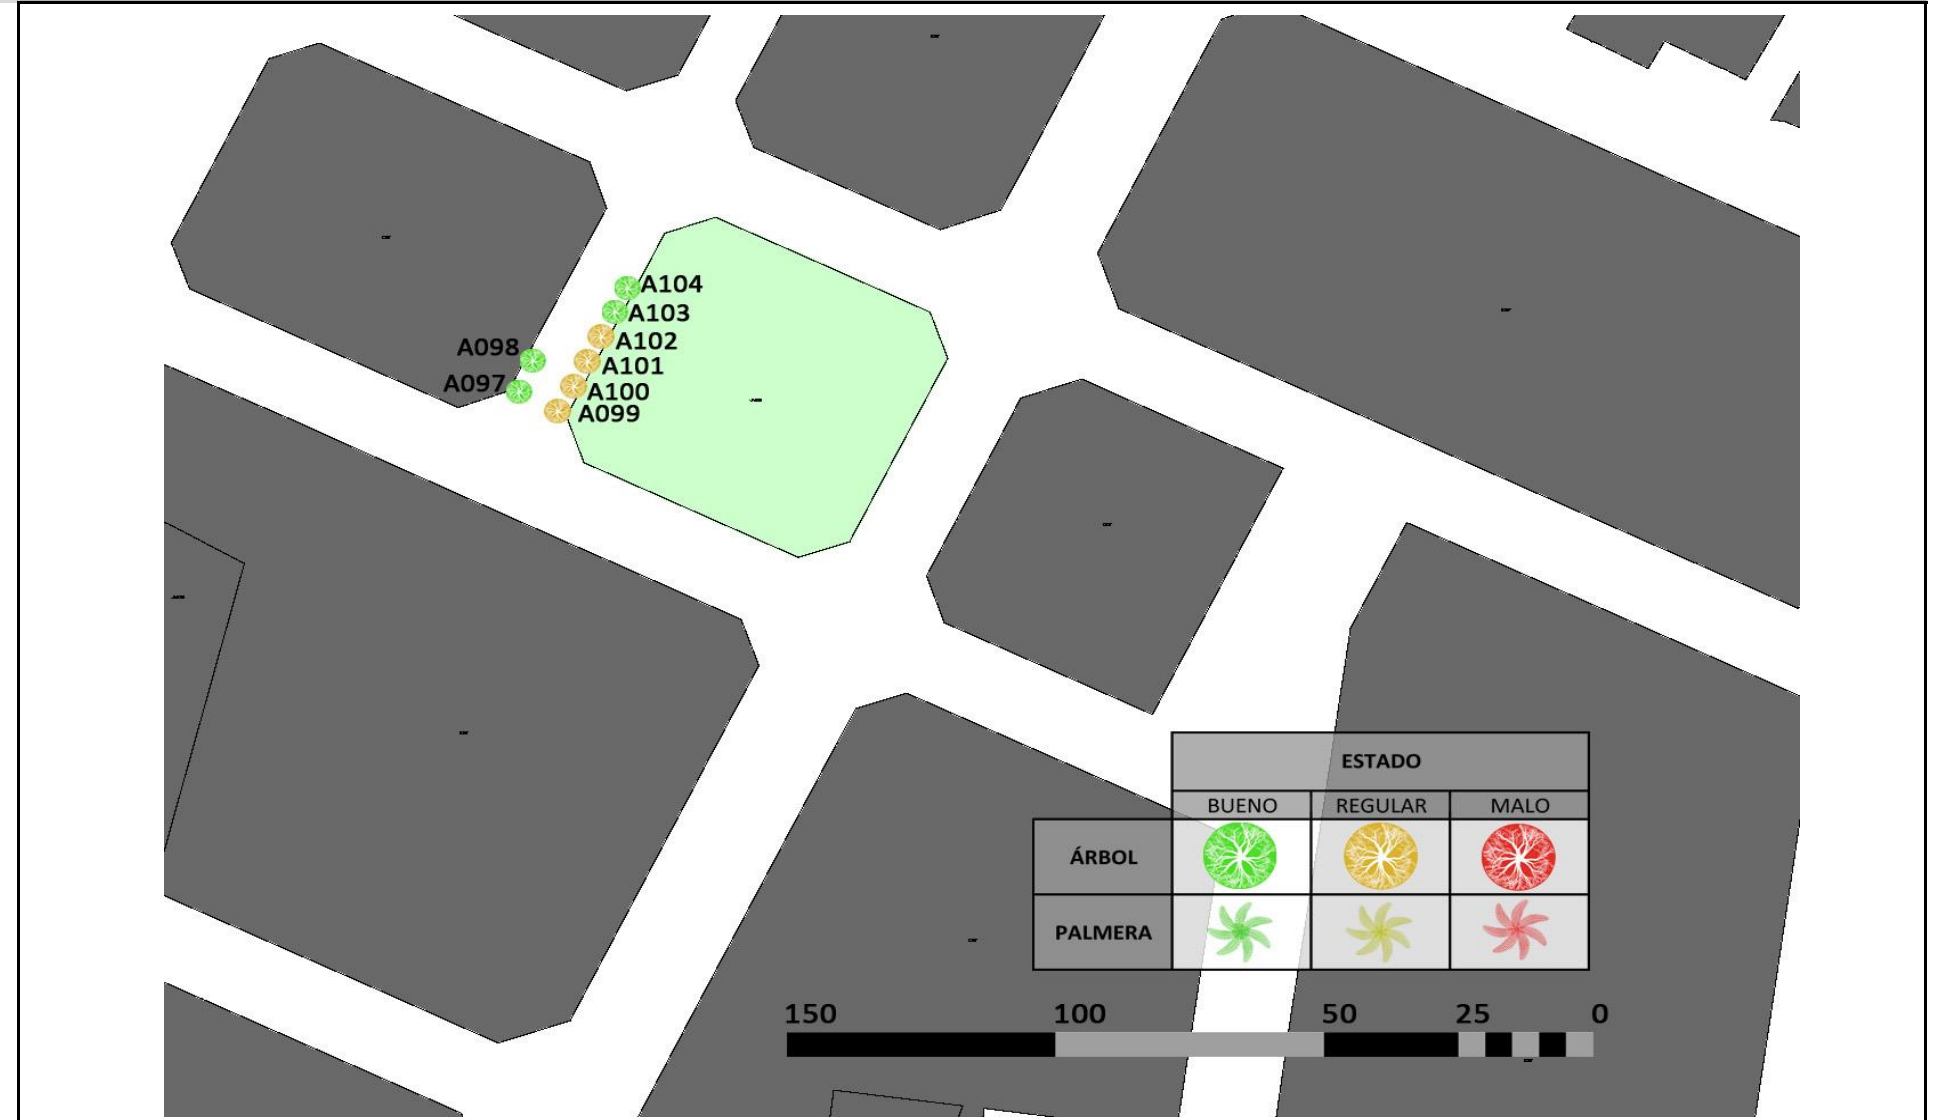 A104
A103
A102
A098
A101
A097
A100
A099
ESTADO
BUENO REGULAR MALO
ÁRBOL
PALMERA
150 100 50 25 0